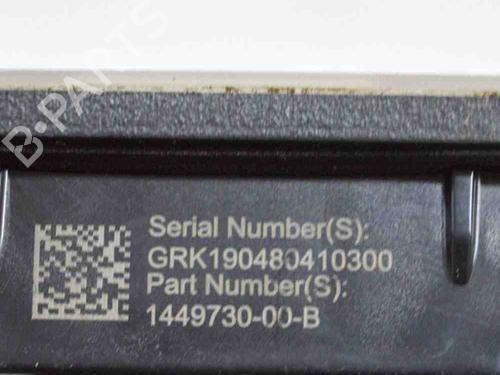 B-PARTS
Serial Number(S):
GRK190480410300
Part Number(S):
1449730-00-B